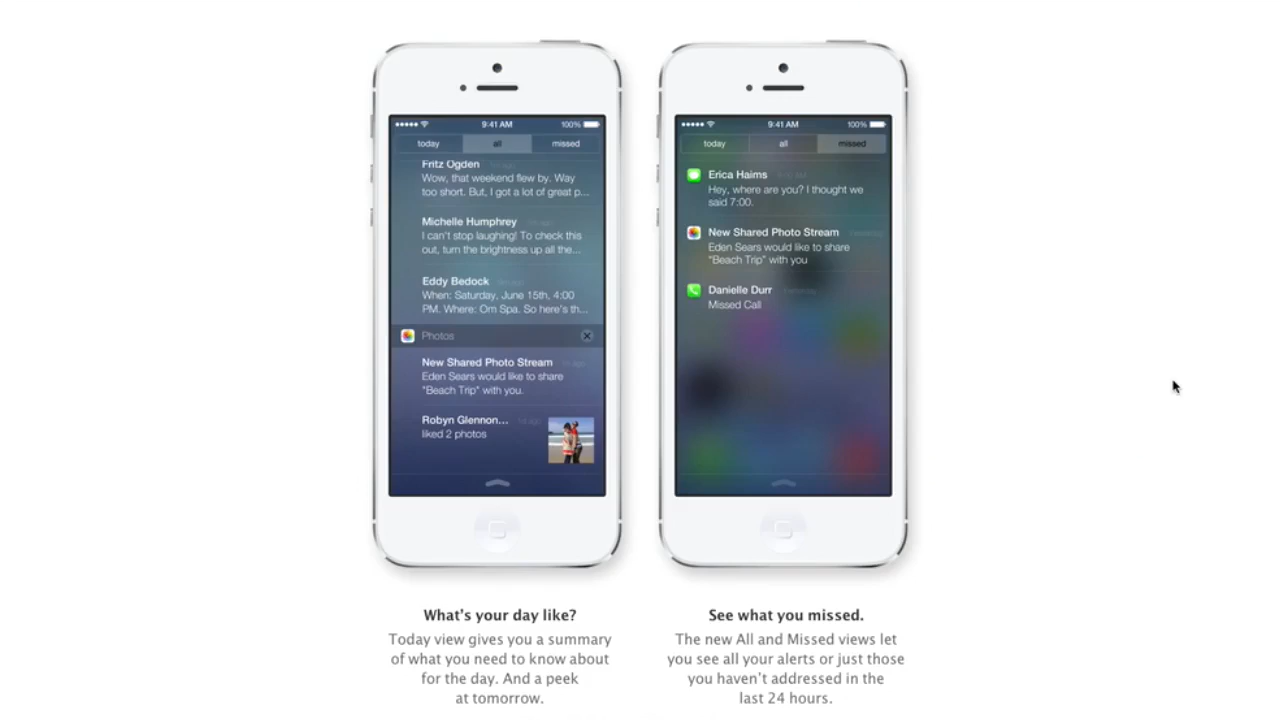 9:41 AM 100%
today all missed
Fritz Ogden
Wow, that weekend flew by. Way
too short. But, I got a lot of great p...
Michelle Humphrey
I can't stop laughing! To check this
out, turn the brightness up all the...
Eddy Bedock
When: Saturday, June 15th, 4:00
PM. Where: Om Spa. So here's th...
Photos
New Shared Photo Stream
Eden Sears would like to share
"Beach Trip" with you.
Robyn Glennon...
liked 2 photos
9:41 AM 100%
today all missed
Erica Haims
Hey, where are you? I thought we
said 7:00.
New Shared Photo Stream
Eden Sears would like to share
"Beach Trip" with you
Danielle Durr
Missed Call
What's your day like?
Today view gives you a summary
of what you need to know about
for the day. And a peek
at tomorrow.
See what you missed.
The new All and Missed views let
you see all your alerts or just those
you haven't addressed in the
last 24 hours.